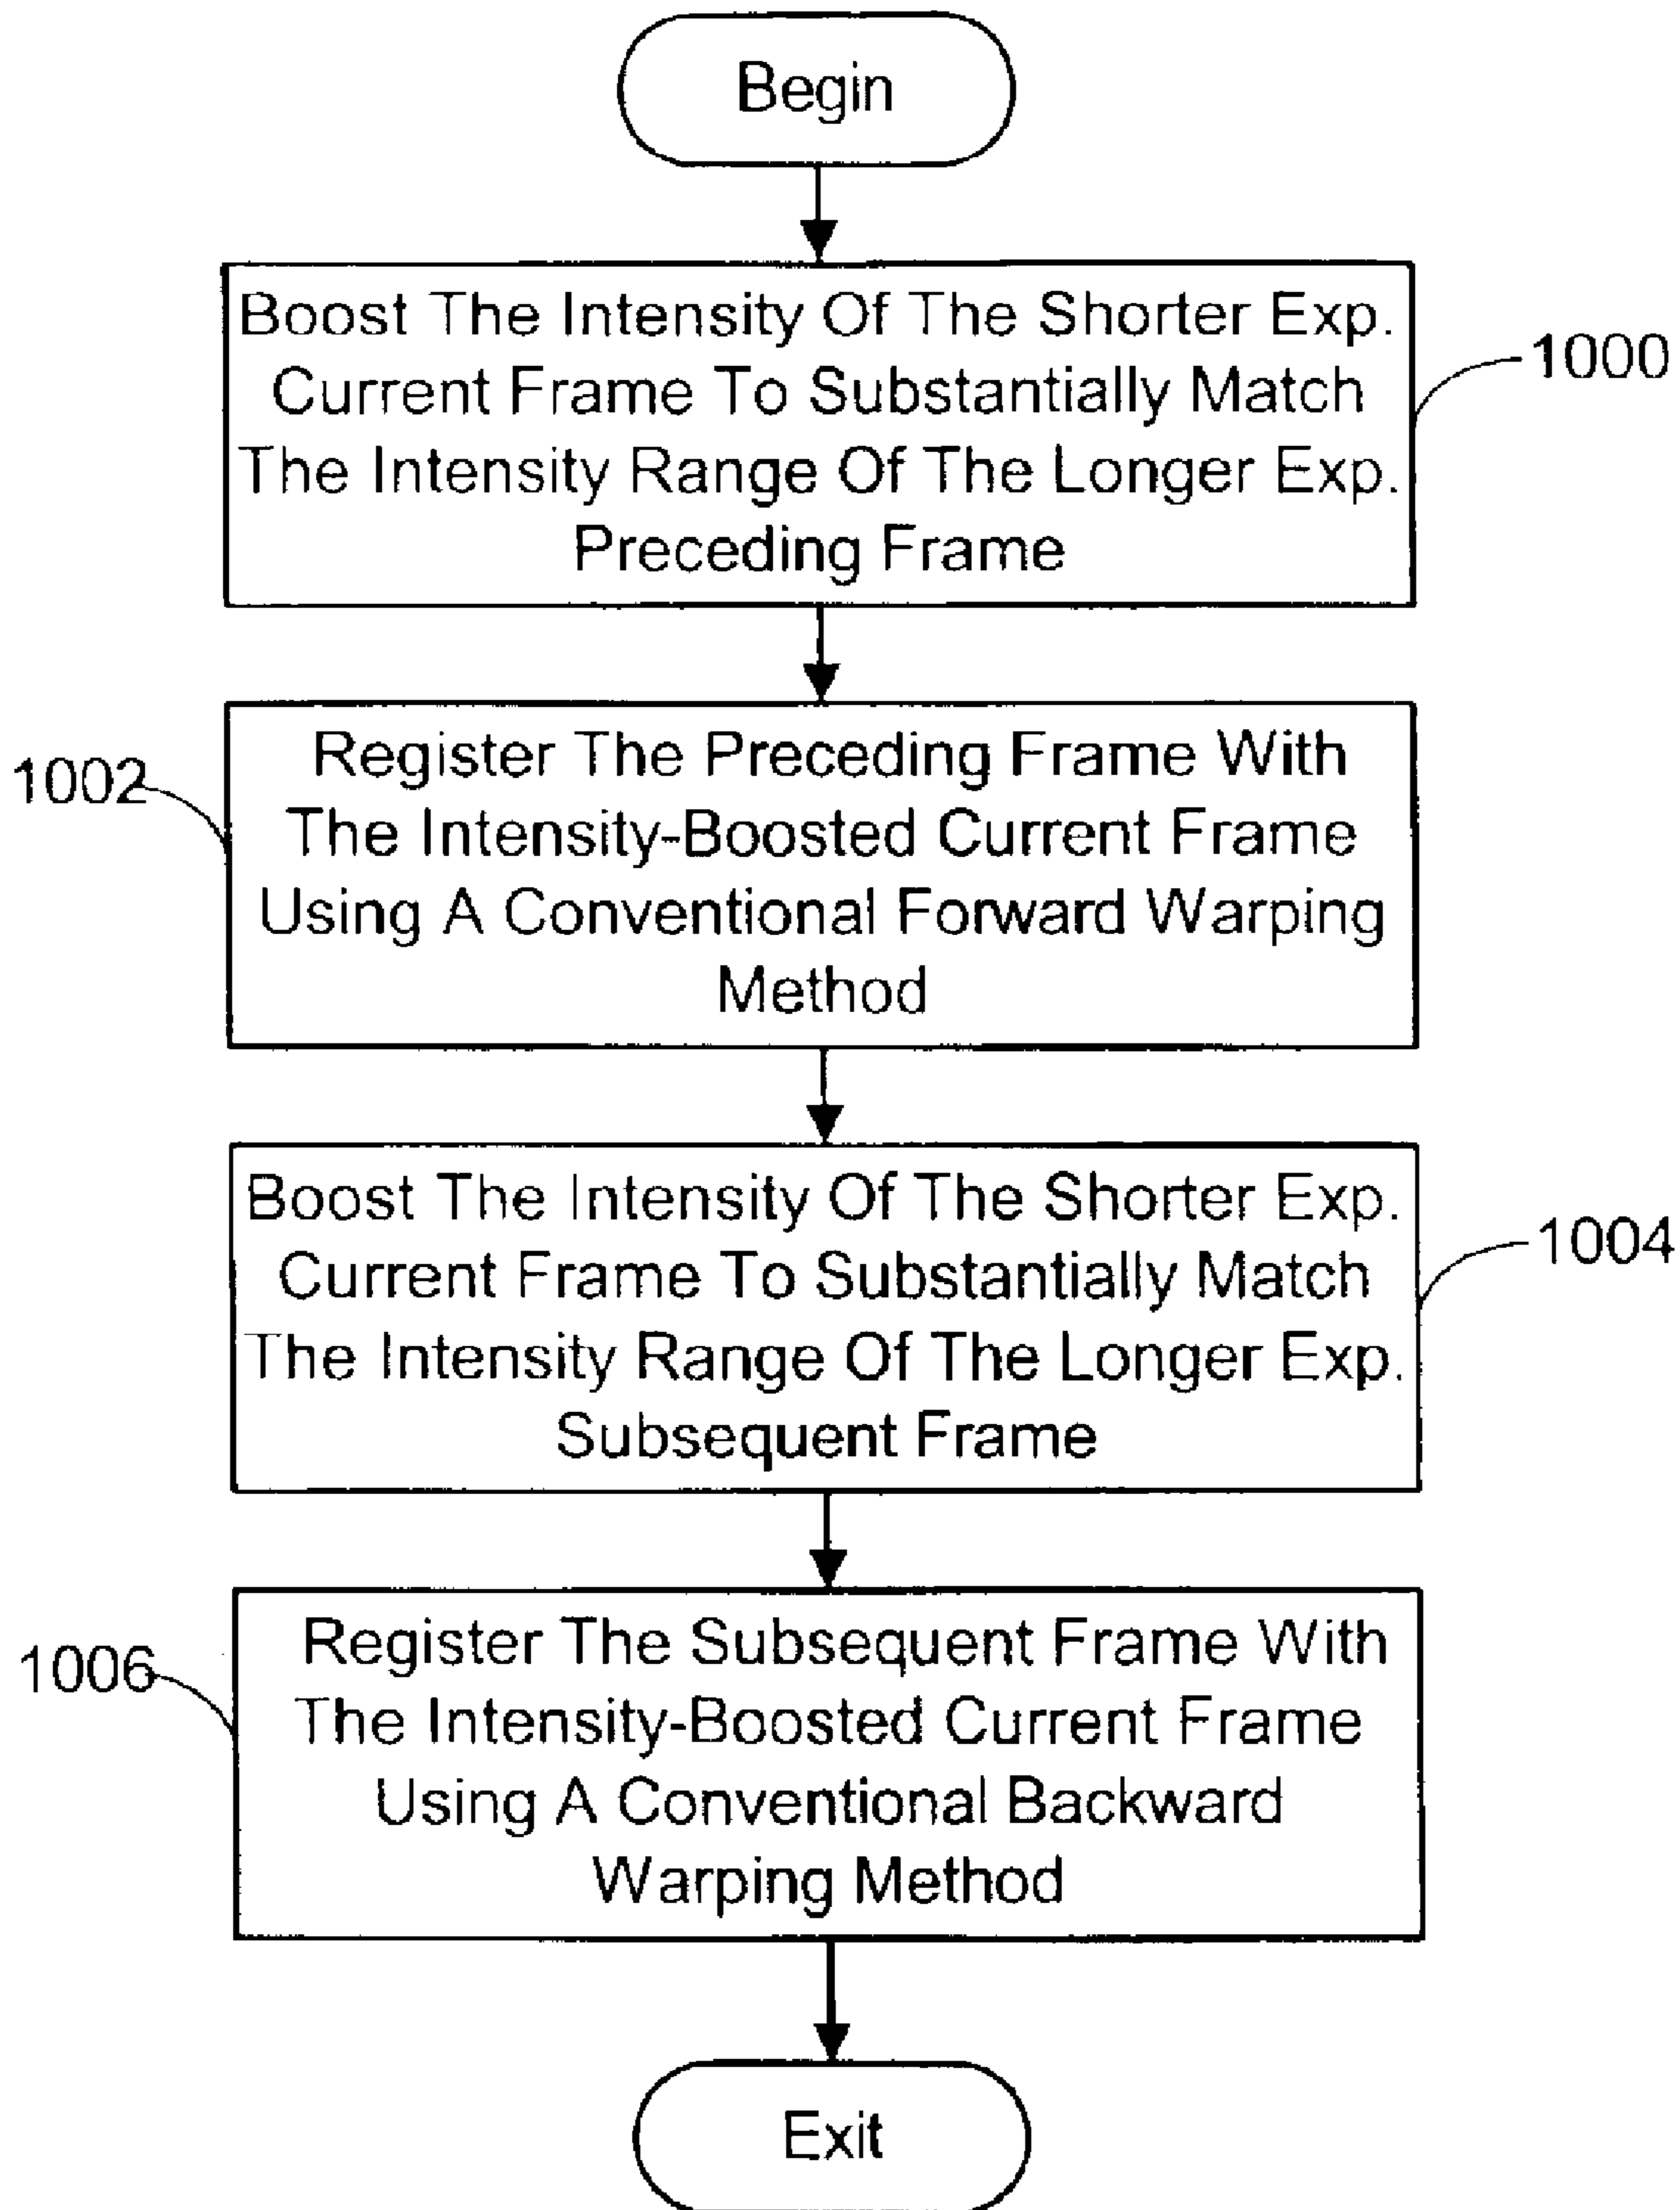 Begin
Boost The Intensity Of The Shorter Exp.
Current Frame To Substantially Match
The Intensity Range Of The Longer Exp.
Preceding Frame
1000
Register The Preceding Frame With
The Intensity-Boosted Current Frame
Using A Conventional Forward Warping
Method
1002
Boost The Intensity Of The Shorter Exp.
Current Frame To Substantially Match
The Intensity Range Of The Longer Exp.
Subsequent Frame
1004
Register The Subsequent Frame With
The Intensity-Boosted Current Frame
Using A Conventional Backward
Warping Method
1006
Exit